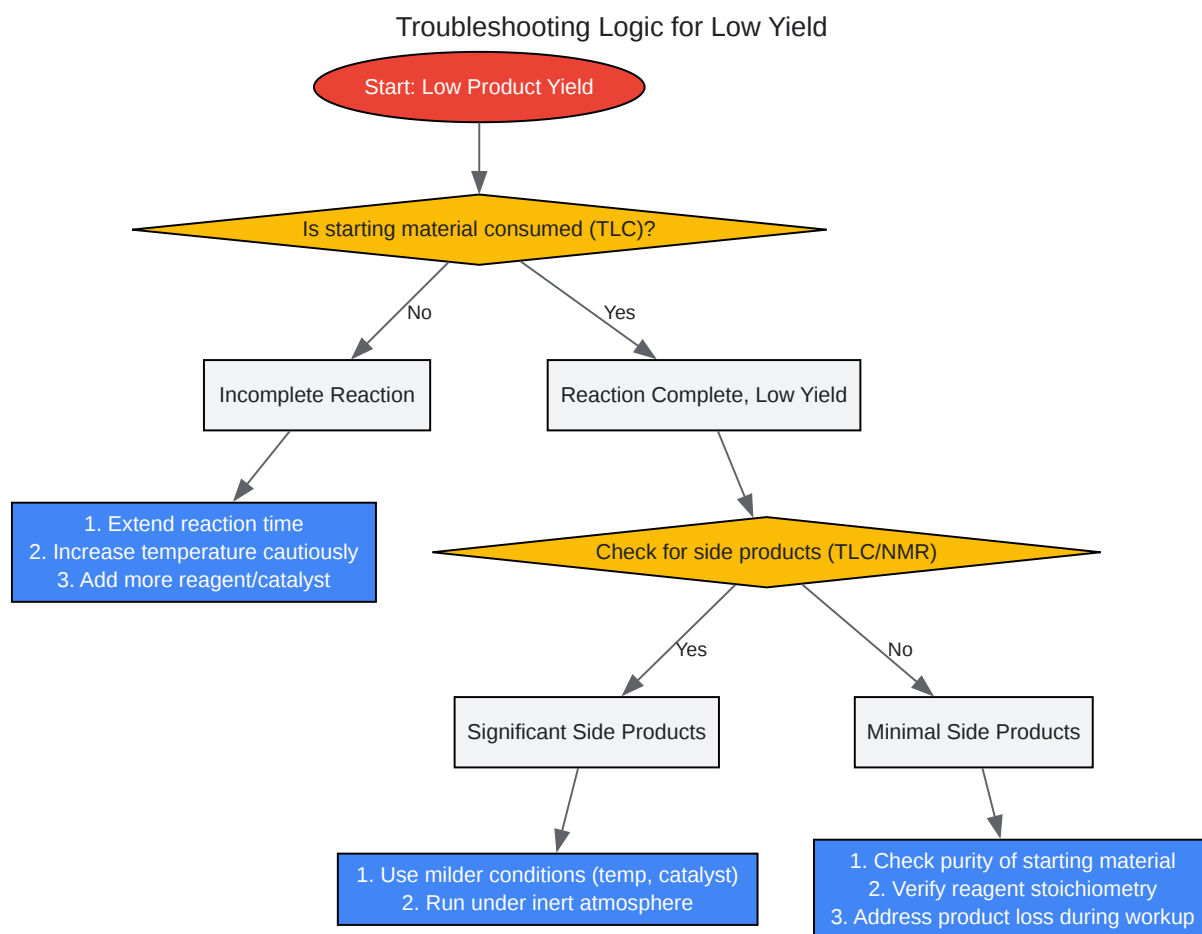 Troubleshooting Logic for Low Yield
Start: Low Product Yield
Is starting material consumed (TLC)?
No
Yes
Incomplete Reaction
Reaction Complete, Low Yield
1. Extend reaction time
2. Increase temperature cautiously
3. Add more reagent/catalyst
Check for side products (TLC/NMR)
Yes
No
Significant Side Products
Minimal Side Products
1. Use milder conditions (temp, catalyst)
2. Run under inert atmosphere
1. Check purity of starting material
2. Verify reagent stoichiometry
3. Address product loss during workup